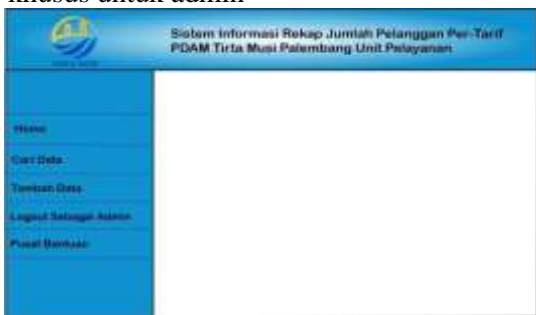 khusus untuk admin
Sistem Informasi Rekap Jumlah Pelanggan Per-Tarif
PDAM Tirta Musi Palembang Unit Pelayanan
Home
Cari Data
Tambah Data
Logout Sebagai Admin
Pusat Bantuan